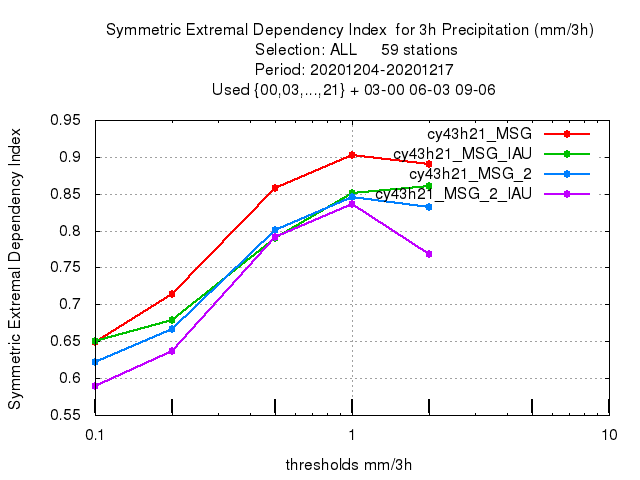 Symmetric Extremal Dependency Index  for 3h Precipitation (mm/3h)
Selection: ALL     59 stations
Period: 20201204-20201217
Used {00,03,...,21} + 03-00 06-03 09-06
Symmetric Extremal Dependency Index
0.95
0.9
0.85
0.8
0.75
0.7
0.65
0.6
0.55
cy43h21_MSG
cy43h21_MSG_IAU
cy43h21_MSG_2
cy43h21_MSG_2_IAU
0.1
1
10
thresholds mm/3h